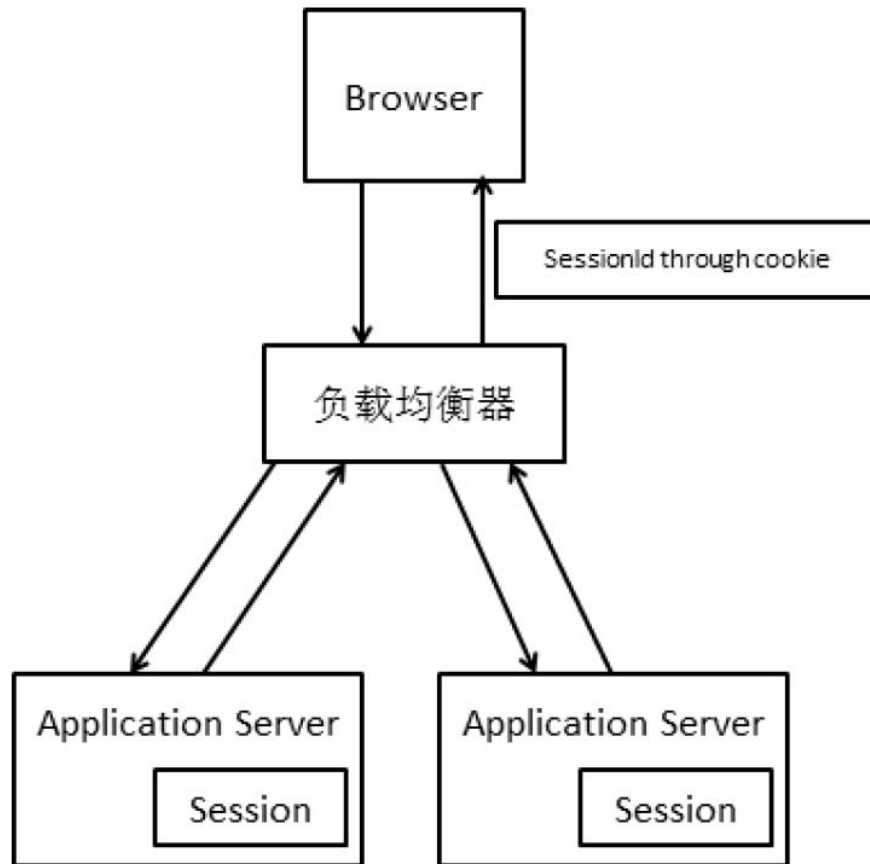 Browser
SessionId through cookie
负载均衡器
Application Server
Session
Application Server
Session